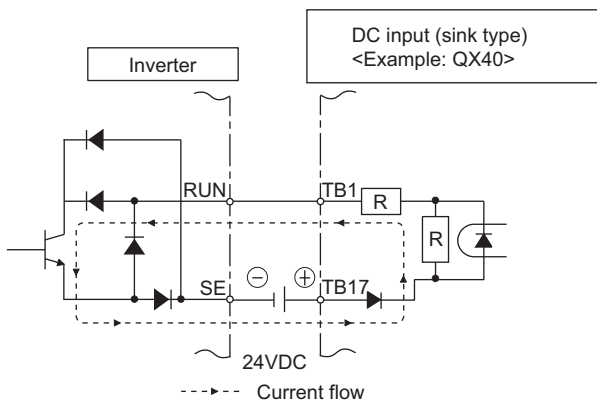 DC input (sink type)
<Example: QX40>
Inverter
RUN
TB1
R
R
SE
−
+
TB17
24VDC
Current flow